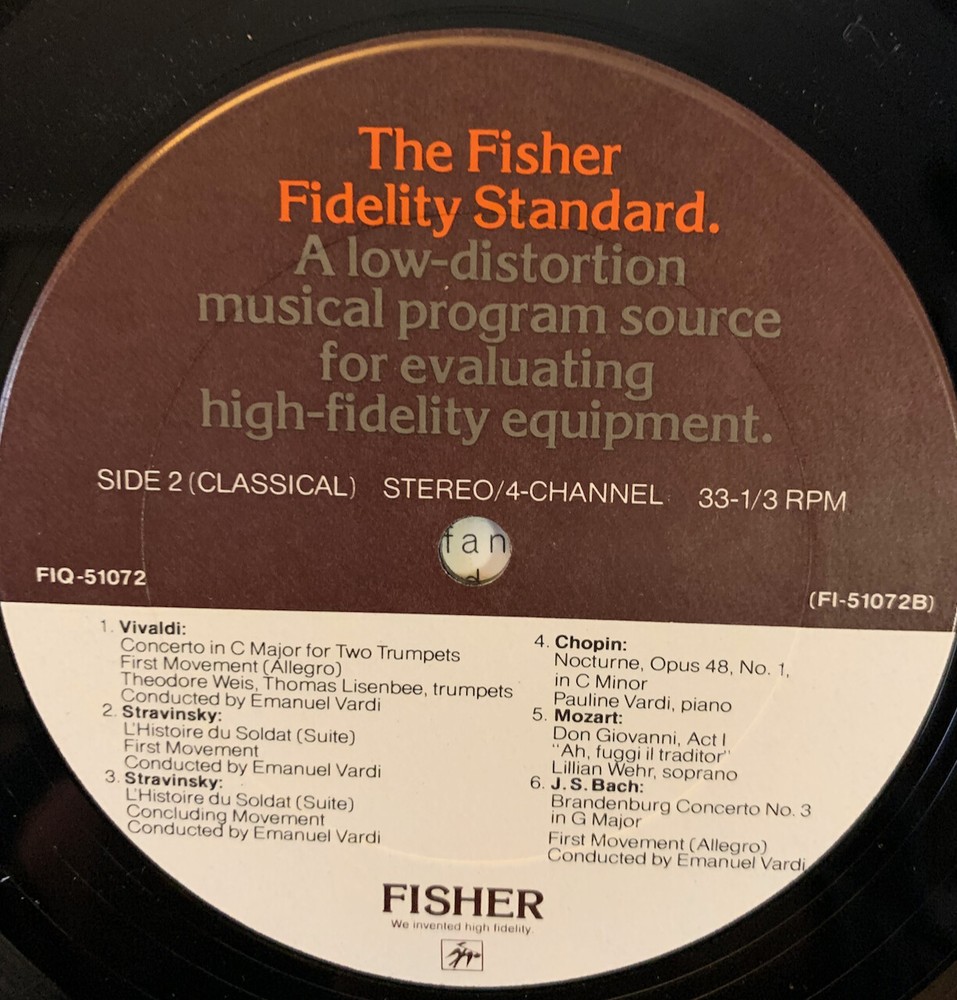 The Fisher
Fidelity Standard.
A low-distortion
musical program source
for evaluating
high-fidelity equipment.
SIDE 2 (CLASSICAL) STEREO/4-CHANNEL 33-1/3 RPM
fan
d
FIQ-51072
(FI-51072B)
1. Vivaldi:
Concerto in C Major for Two Trumpets
First Movement (Allegro)
Theodore Weis, Thomas Lisenbee, trumpets
Conducted by Emanuel Vardi
2. Stravinsky:
L'Histoire du Soldat (Suite)
First Movement
Conducted by Emanuel Vardi
3. Stravinsky:
L'Histoire du Soldat (Suite)
Concluding Movement
Conducted by Emanuel Vardi
4. Chopin:
Nocturne, Opus 48, No. 1,
in C Minor
Pauline Vardi, piano
5. Mozart:
Don Giovanni, Act I
"Ah, fuggi il traditor"
Lillian Wehr, soprano
6. J.S. Bach:
Brandenburg Concerto No. 3
in G Major
First Movement (Allegro)
Conducted by Emanuel Vardi
FISHER
We invented high fidelity.